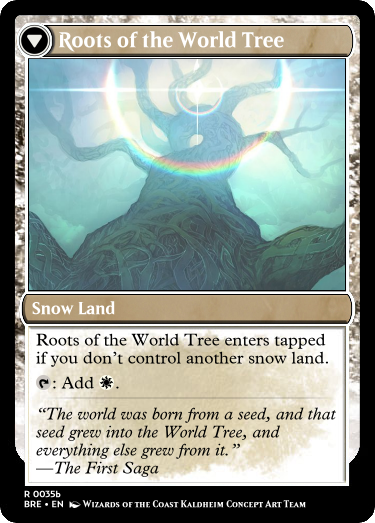 Roots of the World Tree
Snow Land
Roots of the World Tree enters tapped
if you don't control another snow land.
: Add .
"The world was born from a seed, and that
seed grew into the World Tree, and
everything else grew from it."
—The First Saga
R 0035b
BRE • EN Wizards of the Coast Kaldheim Concept Art Team